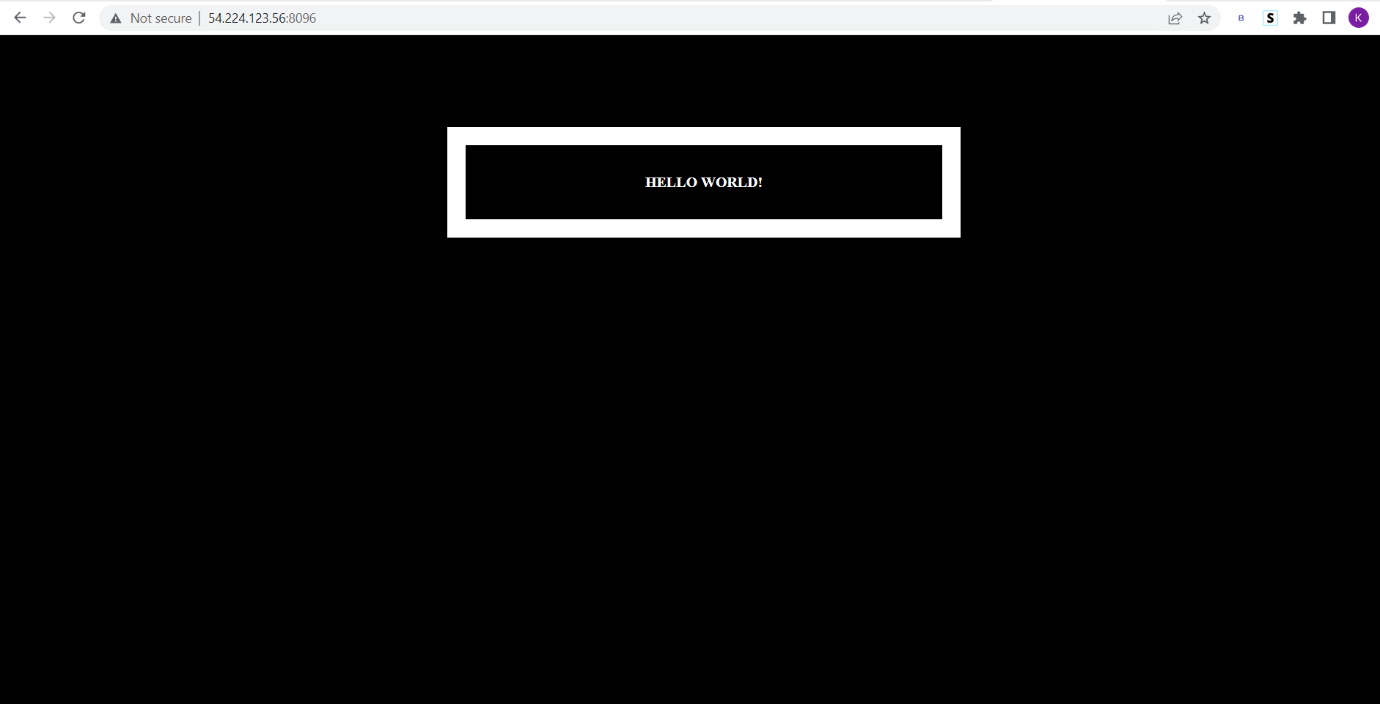 Not secure | 54.224.123.56:8096
B
S
K
HELLO WORLD!